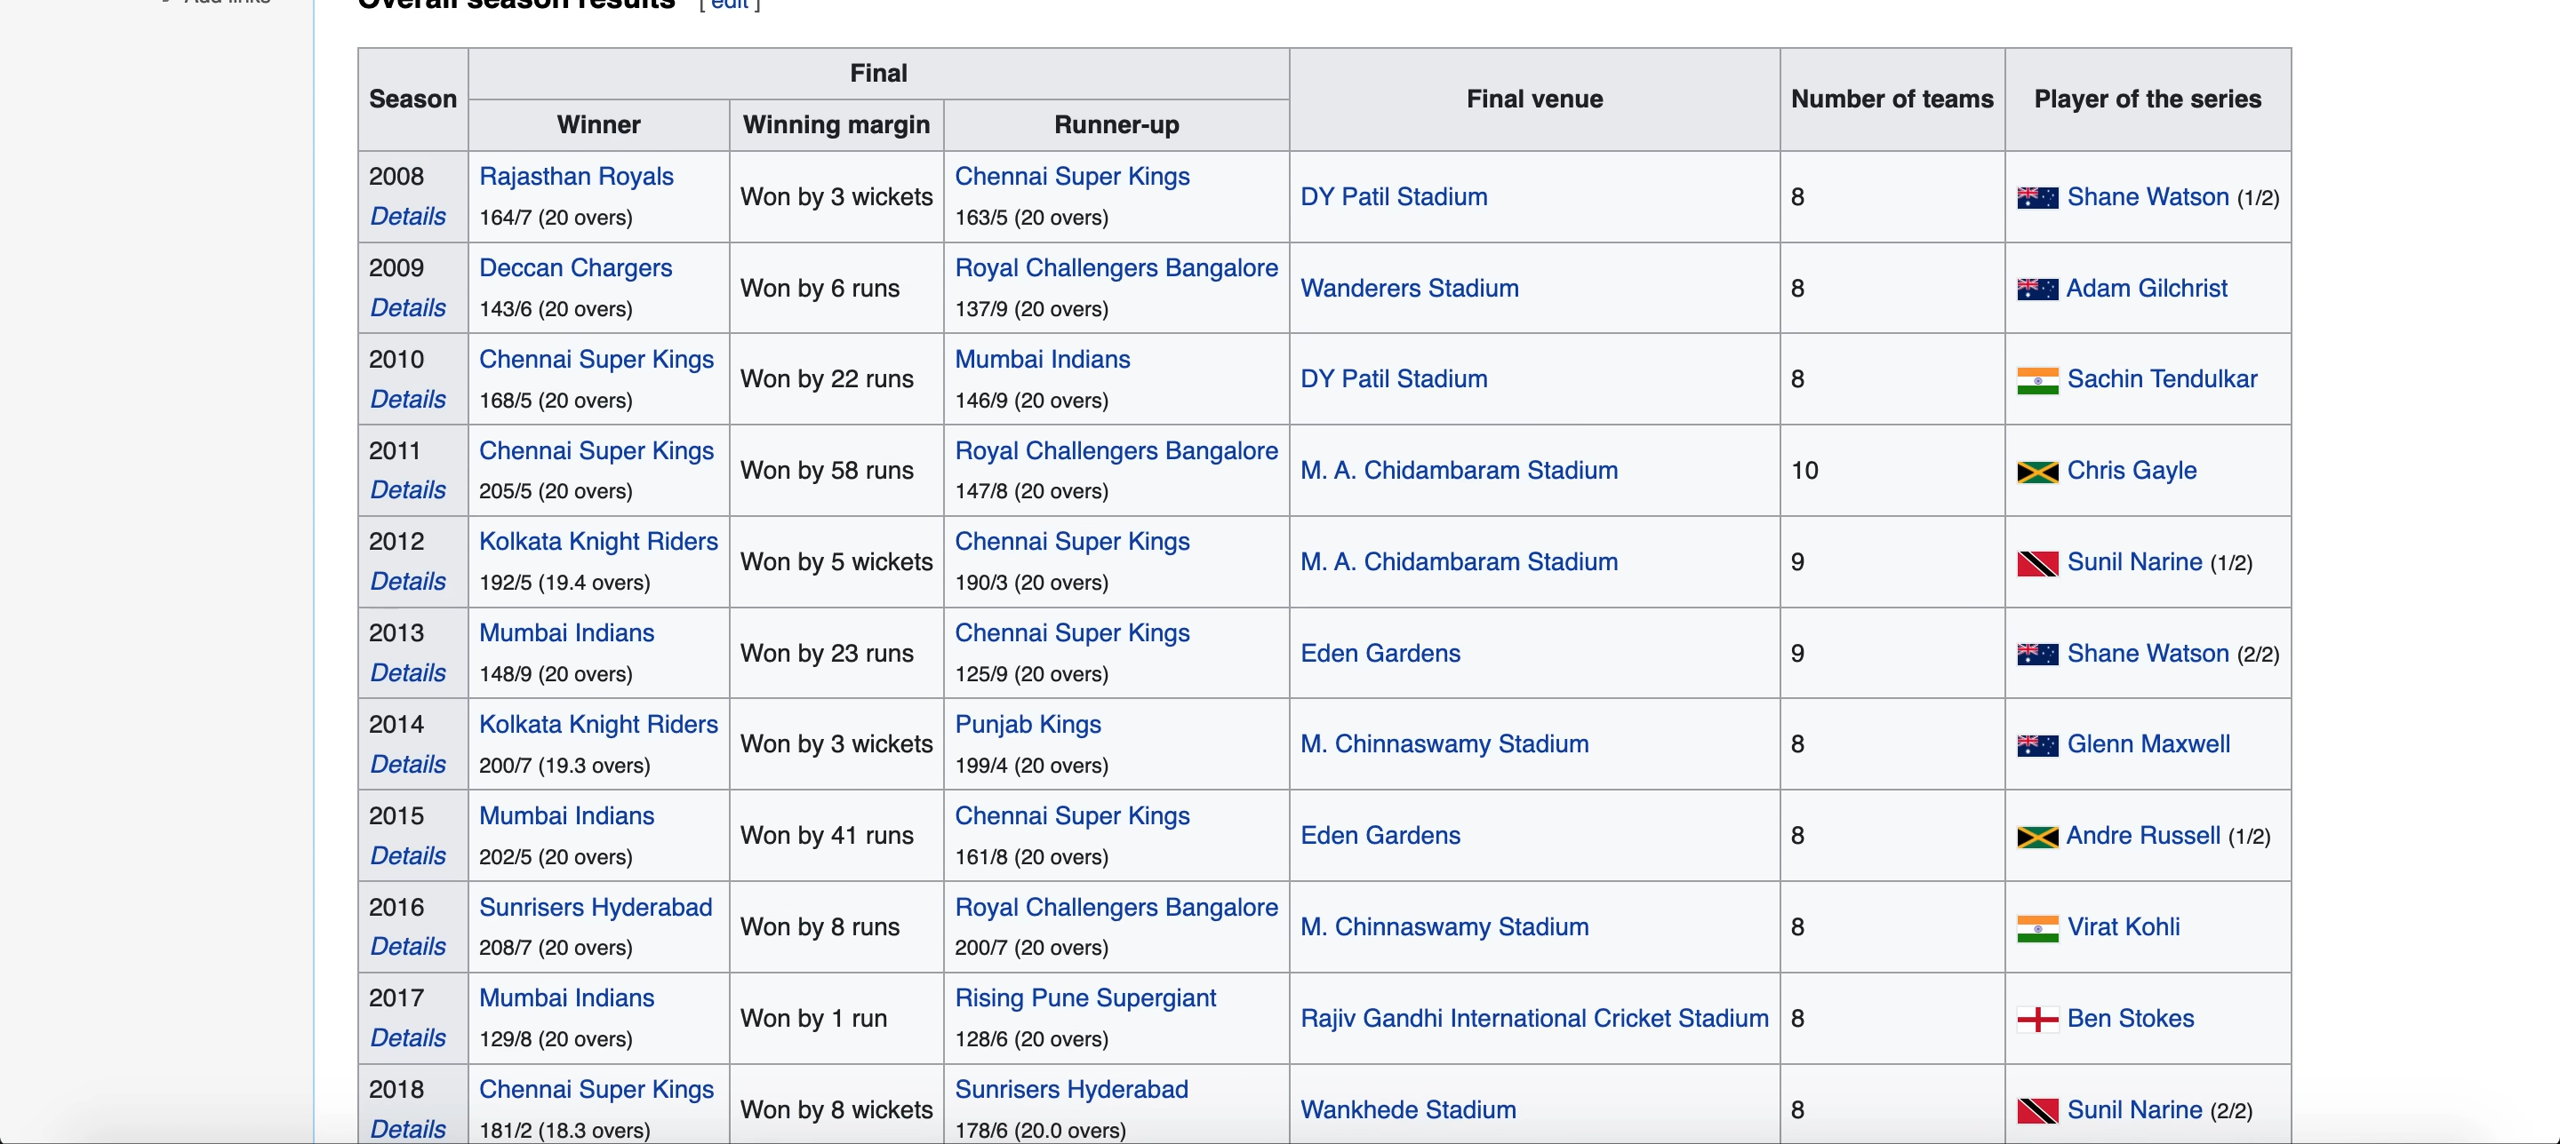 Add links
Overall season results [ edit ]
Season
Final
Final venue
Number of teams
Player of the series
Winner
Winning margin
Runner-up
2008
Details
Rajasthan Royals
164/7 (20 overs)
Won by 3 wickets
Chennai Super Kings
163/5 (20 overs)
DY Patil Stadium
8
Shane Watson (1/2)
2009
Details
Deccan Chargers
143/6 (20 overs)
Won by 6 runs
Royal Challengers Bangalore
137/9 (20 overs)
Wanderers Stadium
8
Adam Gilchrist
2010
Details
Chennai Super Kings
168/5 (20 overs)
Won by 22 runs
Mumbai Indians
146/9 (20 overs)
DY Patil Stadium
8
Sachin Tendulkar
2011
Details
Chennai Super Kings
205/5 (20 overs)
Won by 58 runs
Royal Challengers Bangalore
147/8 (20 overs)
M. A. Chidambaram Stadium
10
Chris Gayle
2012
Details
Kolkata Knight Riders
192/5 (19.4 overs)
Won by 5 wickets
Chennai Super Kings
190/3 (20 overs)
M. A. Chidambaram Stadium
9
Sunil Narine (1/2)
2013
Details
Mumbai Indians
148/9 (20 overs)
Won by 23 runs
Chennai Super Kings
125/9 (20 overs)
Eden Gardens
9
Shane Watson (2/2)
2014
Details
Kolkata Knight Riders
200/7 (19.3 overs)
Won by 3 wickets
Punjab Kings
199/4 (20 overs)
M. Chinnaswamy Stadium
8
Glenn Maxwell
2015
Details
Mumbai Indians
202/5 (20 overs)
Won by 41 runs
Chennai Super Kings
161/8 (20 overs)
Eden Gardens
8
Andre Russell (1/2)
2016
Details
Sunrisers Hyderabad
208/7 (20 overs)
Won by 8 runs
Royal Challengers Bangalore
200/7 (20 overs)
M. Chinnaswamy Stadium
8
Virat Kohli
2017
Details
Mumbai Indians
129/8 (20 overs)
Won by 1 run
Rising Pune Supergiant
128/6 (20 overs)
Rajiv Gandhi International Cricket Stadium
8
Ben Stokes
2018
Details
Chennai Super Kings
181/2 (18.3 overs)
Won by 8 wickets
Sunrisers Hyderabad
178/6 (20.0 overs)
Wankhede Stadium
8
Sunil Narine (2/2)